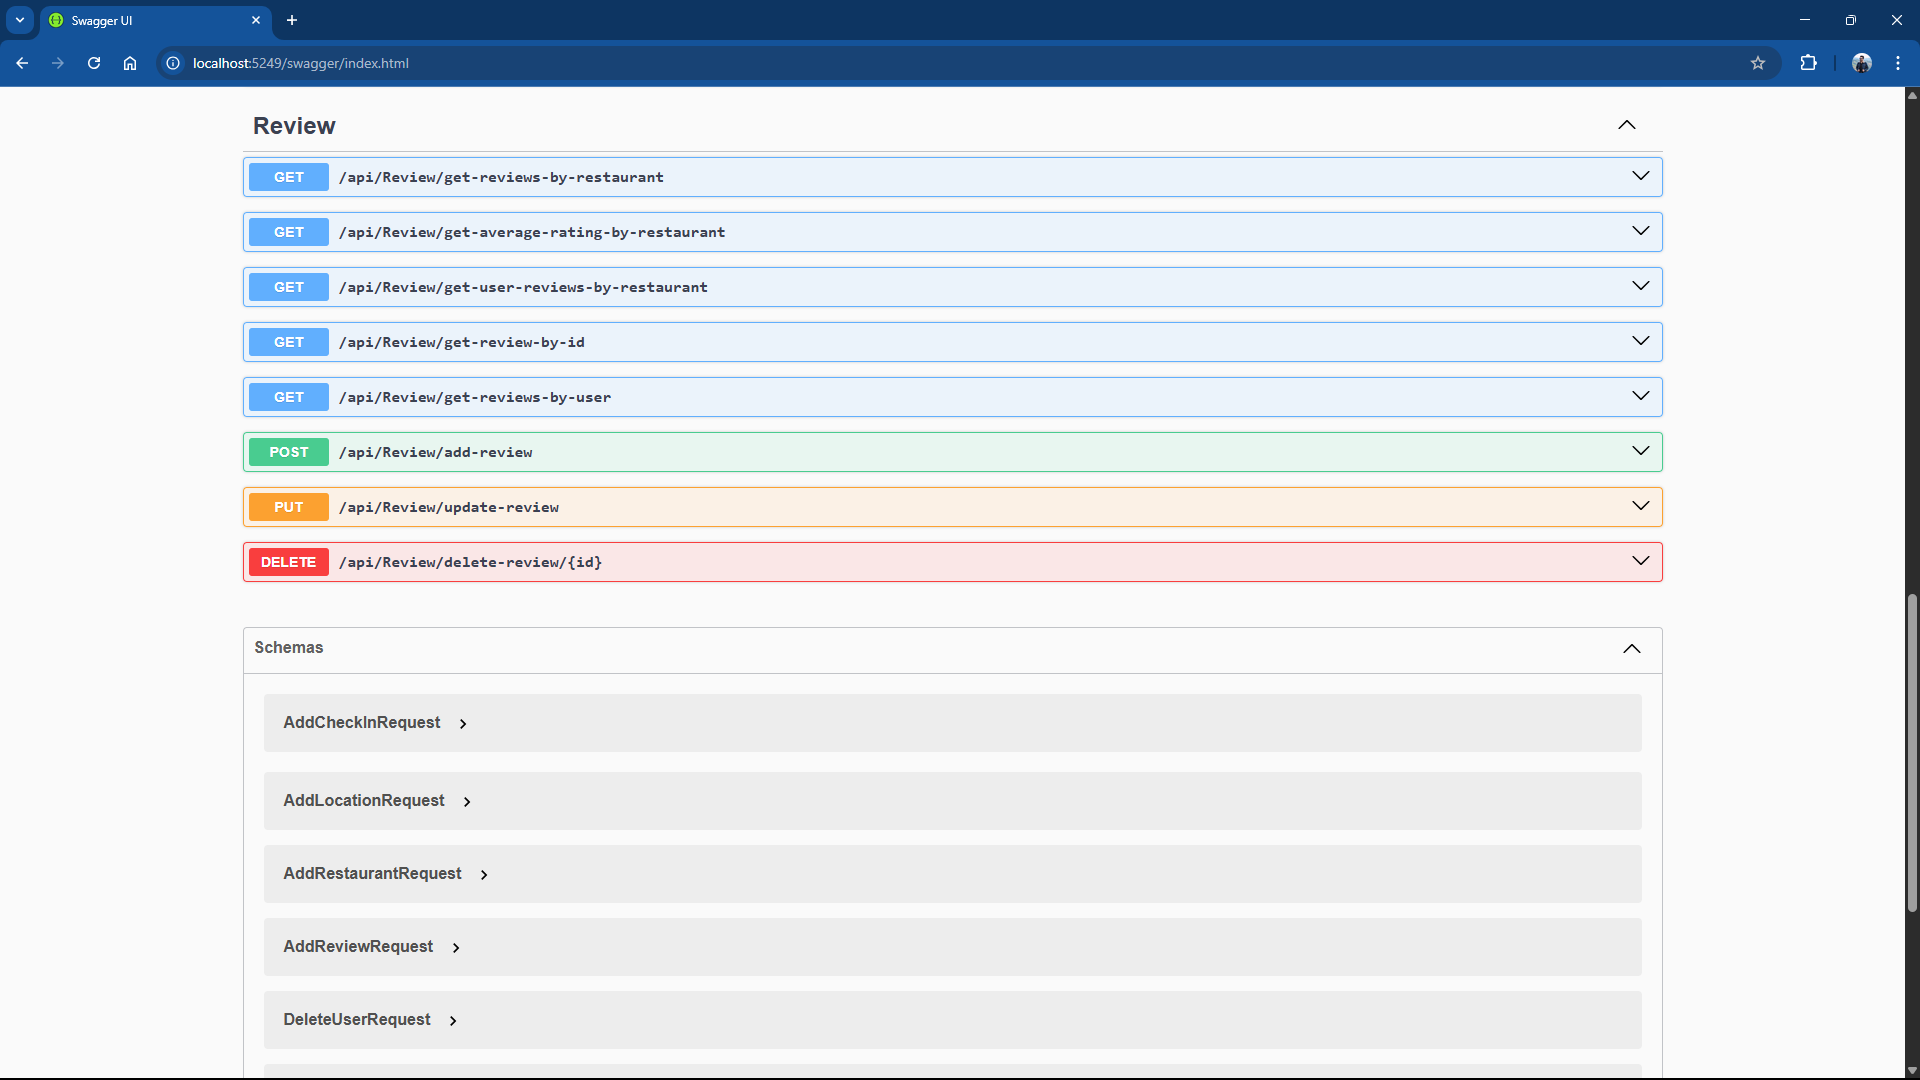 Swagger UI
localhost:5249/swagger/index.html
Review
GET /api/Review/get-reviews-by-restaurant
GET /api/Review/get-average-rating-by-restaurant
GET /api/Review/get-user-reviews-by-restaurant
GET /api/Review/get-review-by-id
GET /api/Review/get-reviews-by-user
POST /api/Review/add-review
PUT /api/Review/update-review
DELETE /api/Review/delete-review/{id}
Schemas
AddCheckInRequest
AddLocationRequest
AddRestaurantRequest
AddReviewRequest
DeleteUserRequest